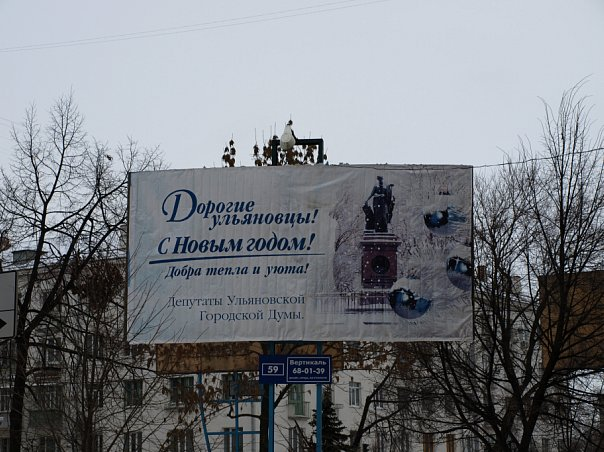 Дорогие
ульяновцы!
С Новым годом!
Добра тепла и уюта!
Депутаты Ульяновской
Городской Думы.
59
Вертикаль
68-01-39